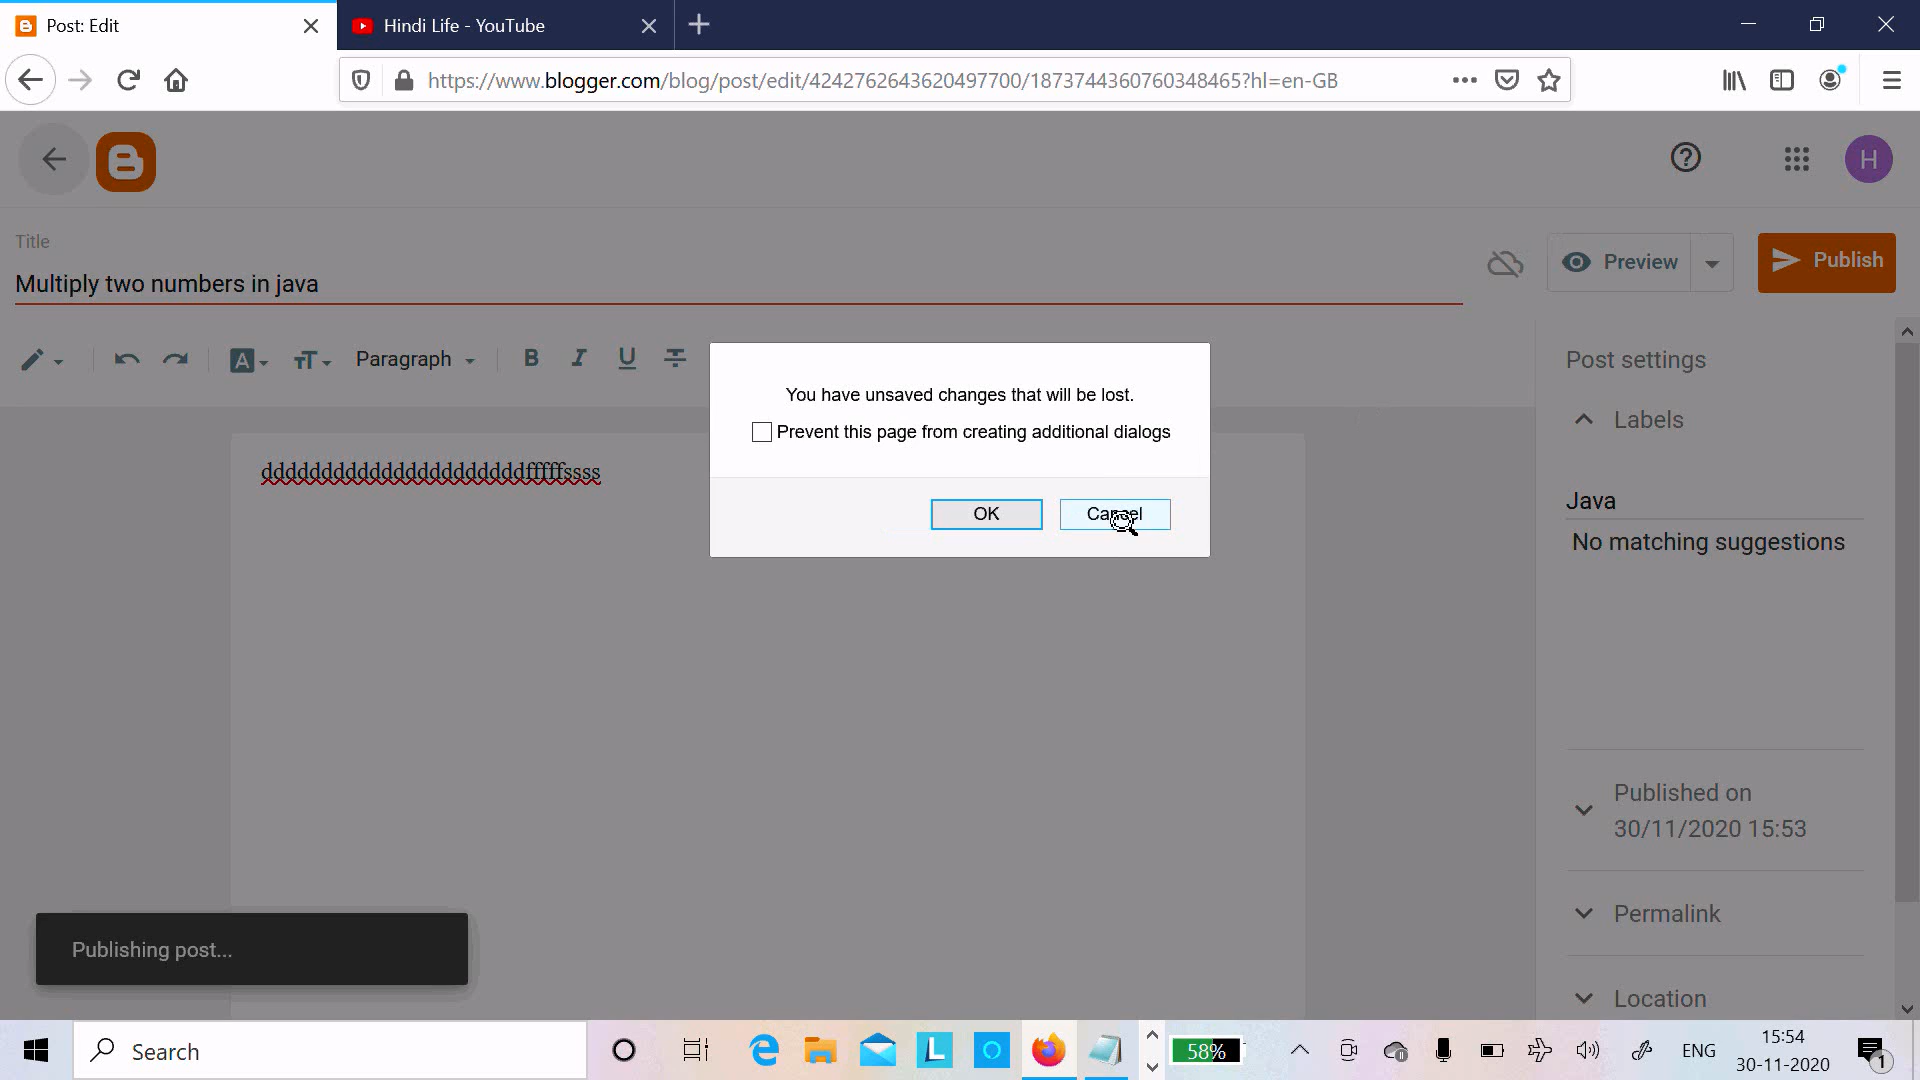 Post: Edit
Hindi Life - YouTube
https://www.blogger.com/blog/post/edit/4242762643620497700/1873744360760348465?hl=en-GB
H
Title
Multiply two numbers in java
Preview
Publish
A
Paragraph
B I U
Post settings
Labels
Java
No matching suggestions
Published on
30/11/2020 15:53
Permalink
Location
You have unsaved changes that will be lost.
Prevent this page from creating additional dialogs
OK
Cancel
Publishing post...
Search
58%
ENG
15:54
30-11-2020
1